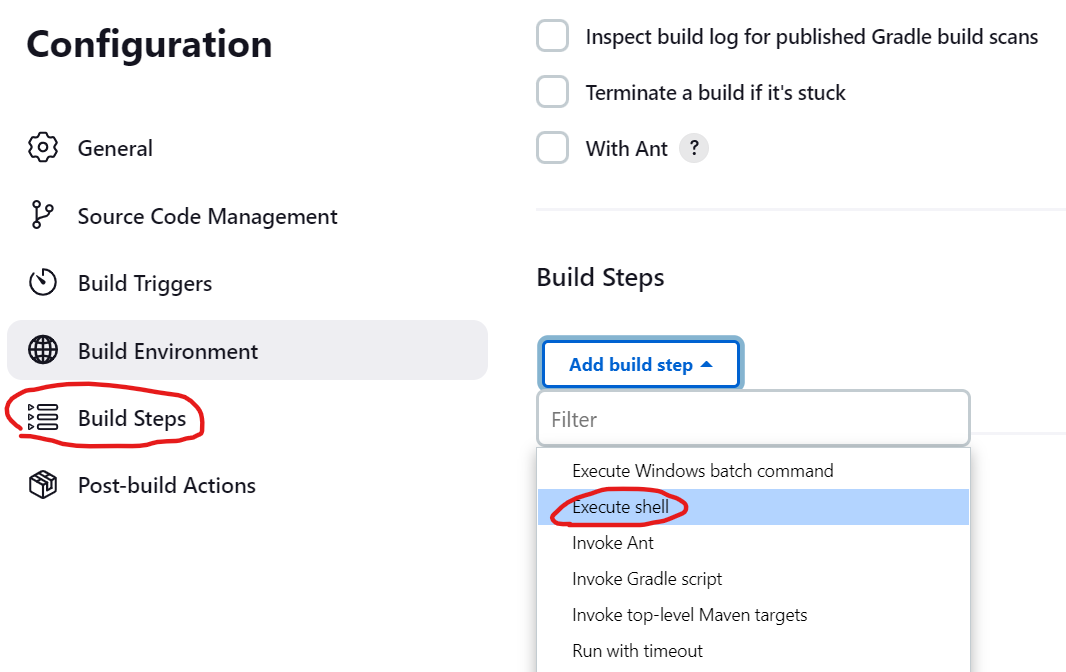 Configuration
General
Source Code Management
Build Triggers
Build Environment
Build Steps
Post-build Actions
Inspect build log for published Gradle build scans
Terminate a build if it's stuck
With Ant ?
Build Steps
Add build step
Filter
Execute Windows batch command
Execute shell
Invoke Ant
Invoke Gradle script
Invoke top-level Maven targets
Run with timeout